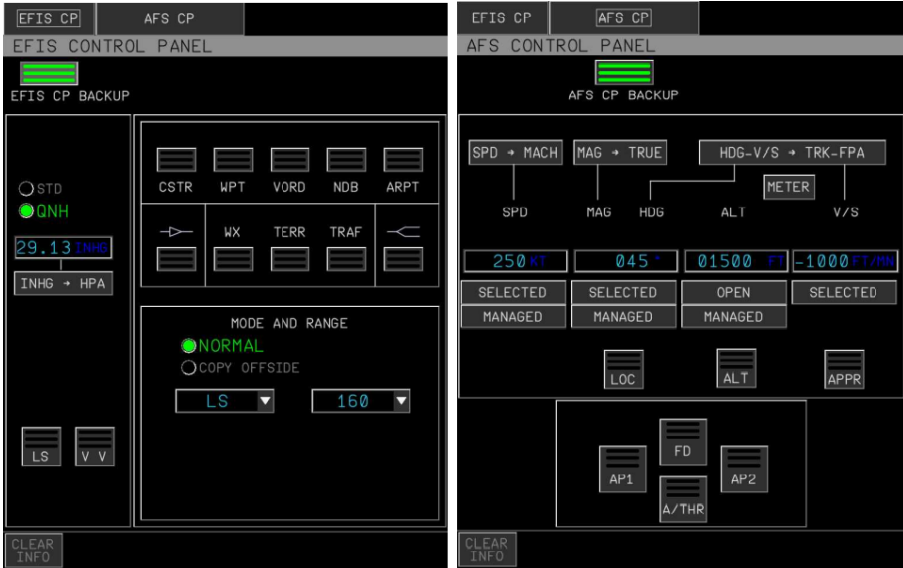 EFIS CP AFS CP
EFIS CONTROL PANEL
EFIS CP BACKUP
STD
QNH
29.13 INHG
INHG → HPA
LS V V
CSTR WPT VORD NDB ARPT
WX TERR TRAF
MODE AND RANGE
NORMAL
COPY OFFSIDE
LS 160
CLEAR
INFO
EFIS CP AFS CP
AFS CONTROL PANEL
AFS CP BACKUP
SPD → MACH MAG → TRUE HDG-V/S → TRK-FPA
METER
SPD MAG HDG ALT V/S
250 KT 045 ° 01500 FT -1000 FT/MN
SELECTED SELECTED OPEN SELECTED
MANAGED MANAGED MANAGED
LOC ALT APPR
FD
AP1 AP2
A/THR
CLEAR
INFO